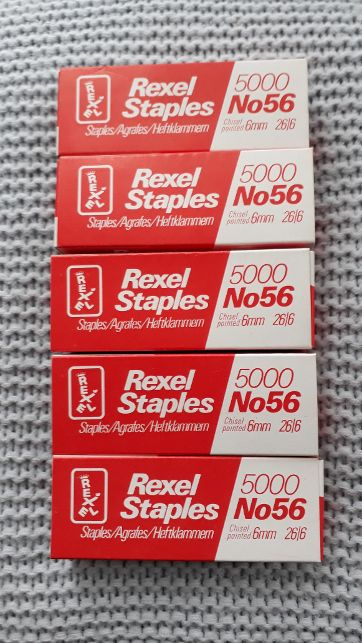 REXEL
Rexel
Staples
Staples/Agrafes/Heftklammern
5000
No56
Chisel
pointed 6mm 26/6
REXEL
Rexel
Staples
Staples/Agrafes/Heftklammern
5000
No56
Chisel
pointed 6mm 26/6
REXEL
Rexel
Staples
Staples/Agrafes/Heftklammern
5000
No56
Chisel
pointed 6mm 26/6
REXEL
Rexel
Staples
Staples/Agrafes/Heftklammern
5000
No56
Chisel
pointed 6mm 26/6
REXEL
Rexel
Staples
Staples/Agrafes/Heftklammern
5000
No56
Chisel
pointed 6mm 26/6